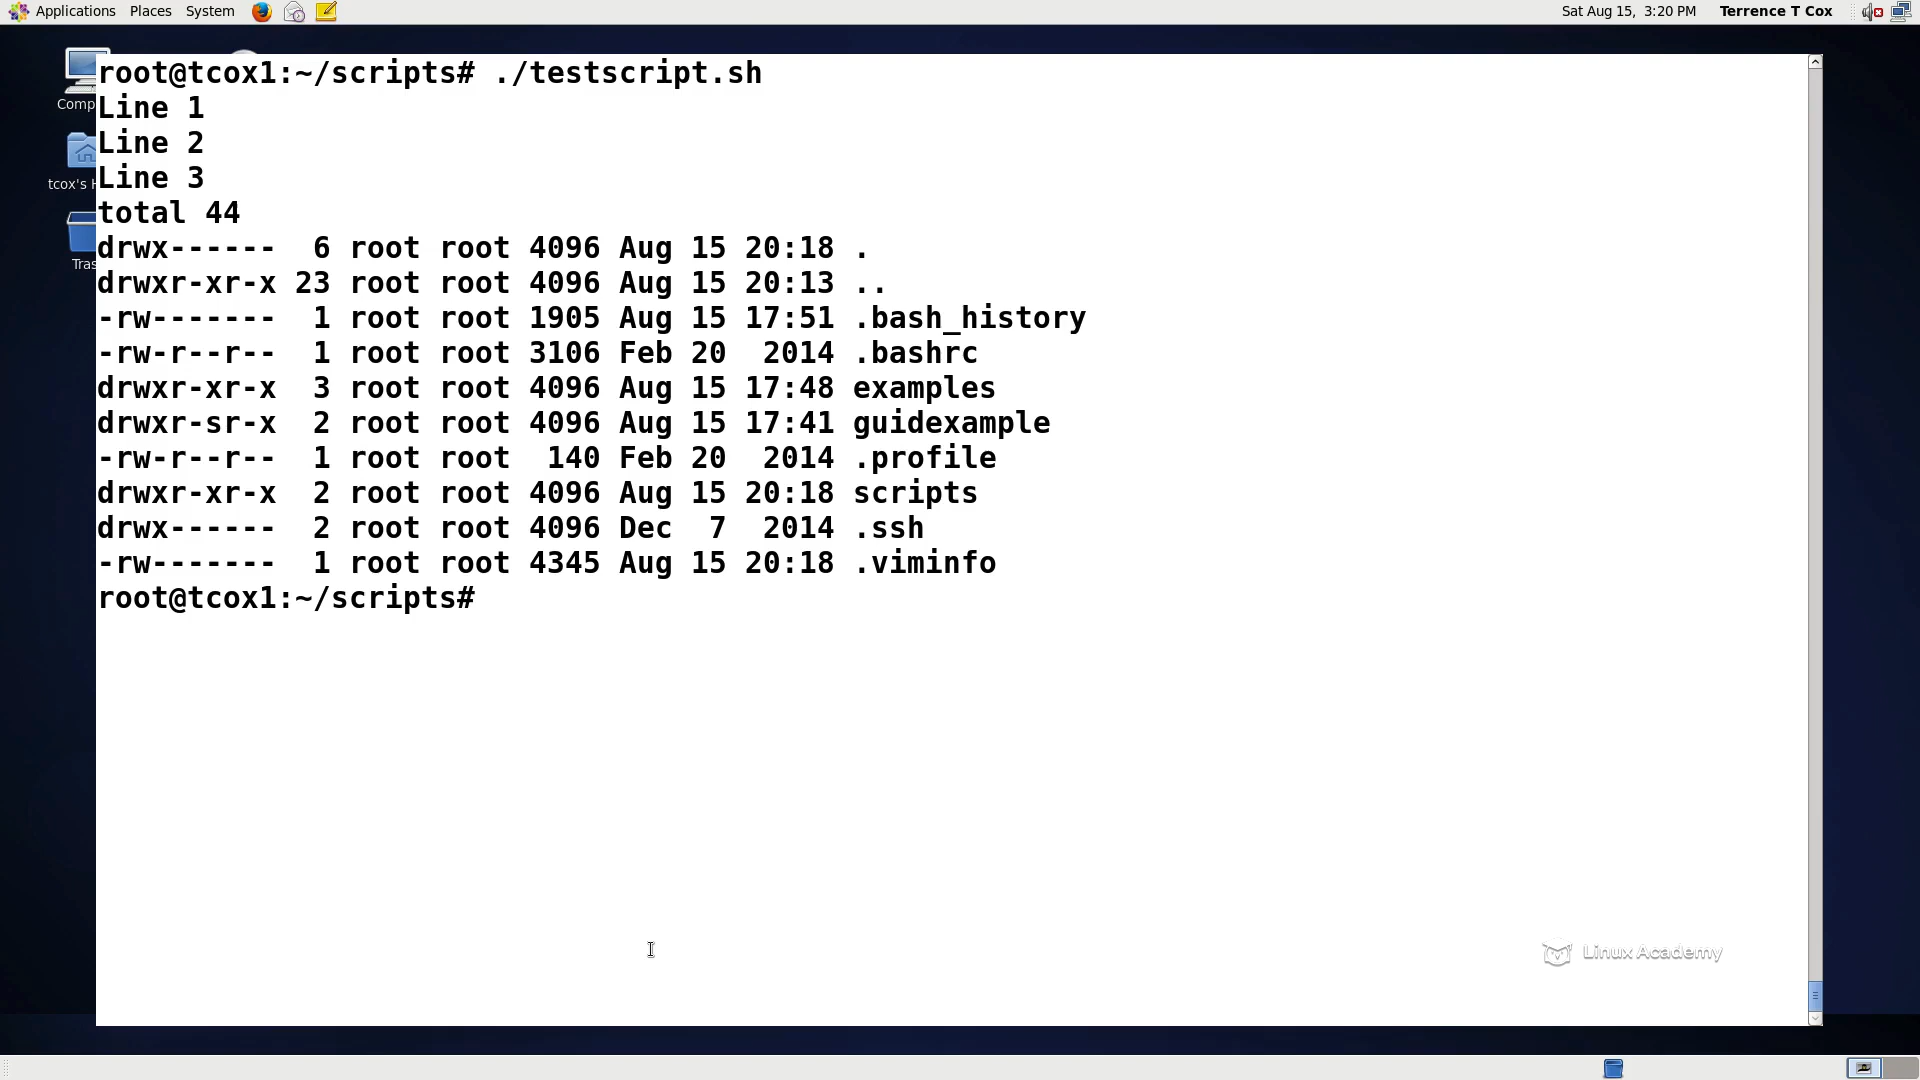 Applications Places System Sat Aug 15, 3:20 PM Terrence T Cox
Comp
tcox's H
Tras
root@tcox1:~/scripts# ./testscript.sh
Line 1
Line 2
Line 3
total 44
drwx------  6 root root 4096 Aug 15 20:18 .
drwxr-xr-x 23 root root 4096 Aug 15 20:13 ..
-rw-------  1 root root 1905 Aug 15 17:51 .bash_history
-rw-r--r--  1 root root 3106 Feb 20  2014 .bashrc
drwxr-xr-x  3 root root 4096 Aug 15 17:48 examples
drwxr-sr-x  2 root root 4096 Aug 15 17:41 guidexample
-rw-r--r--  1 root root  140 Feb 20  2014 .profile
drwxr-xr-x  2 root root 4096 Aug 15 20:18 scripts
drwx------  2 root root 4096 Dec  7  2014 .ssh
-rw-------  1 root root 4345 Aug 15 20:18 .viminfo
root@tcox1:~/scripts#
Linux Academy